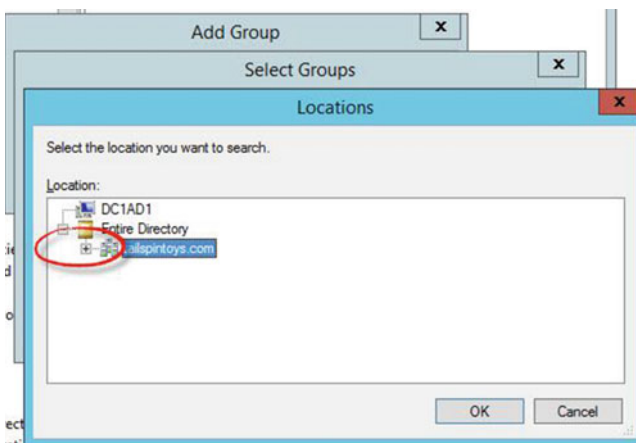 Add Group
x
Select Groups
x
Locations
x
Select the location you want to search.
Location:
DC1AD1
Entire Directory
ailspintoys.com
OK
Cancel